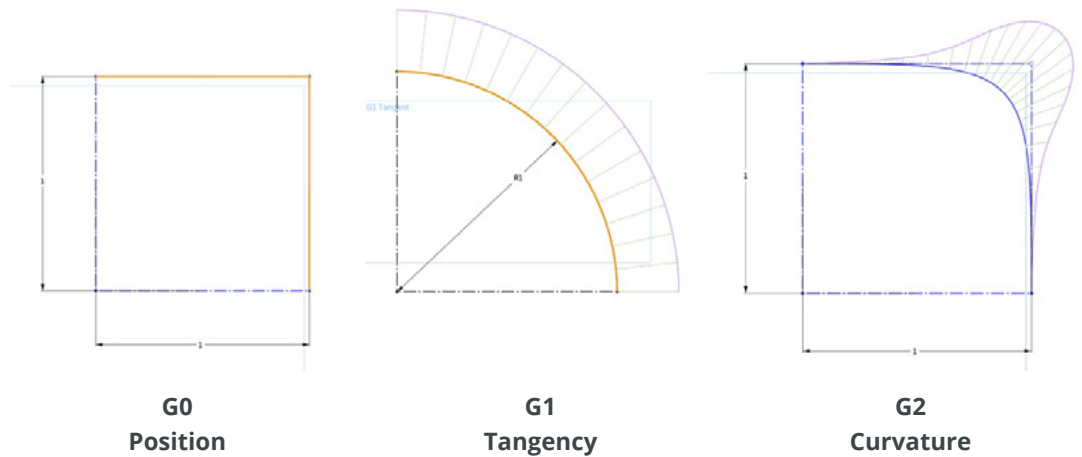 1
1
G1 Tangent
R1
1
1
G0
Position
G1
Tangency
G2
Curvature